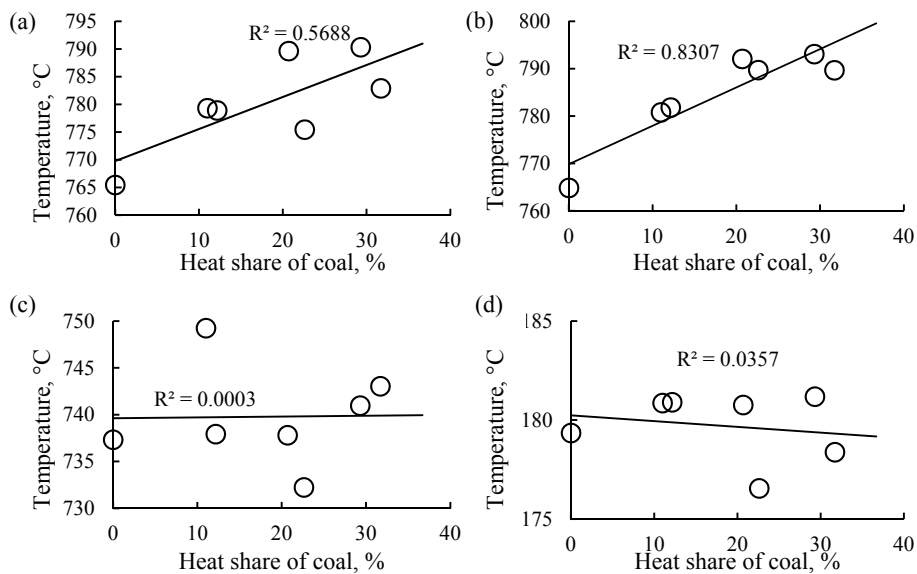 (a)
795
790
785
780
775
770
765
760
R² = 0.5688
Temperature, °C
0 10 20 30 40
Heat share of coal, %
(b)
800
790
780
770
760
R² = 0.8307
Temperature, °C
0 10 20 30 40
Heat share of coal, %
(c)
750
745
740
735
730
R² = 0.0003
Temperature, °C
0 10 20 30 40
Heat share of coal, %
(d)
185
180
175
R² = 0.0357
Temperature, °C
0 10 20 30 40
Heat share of coal, %